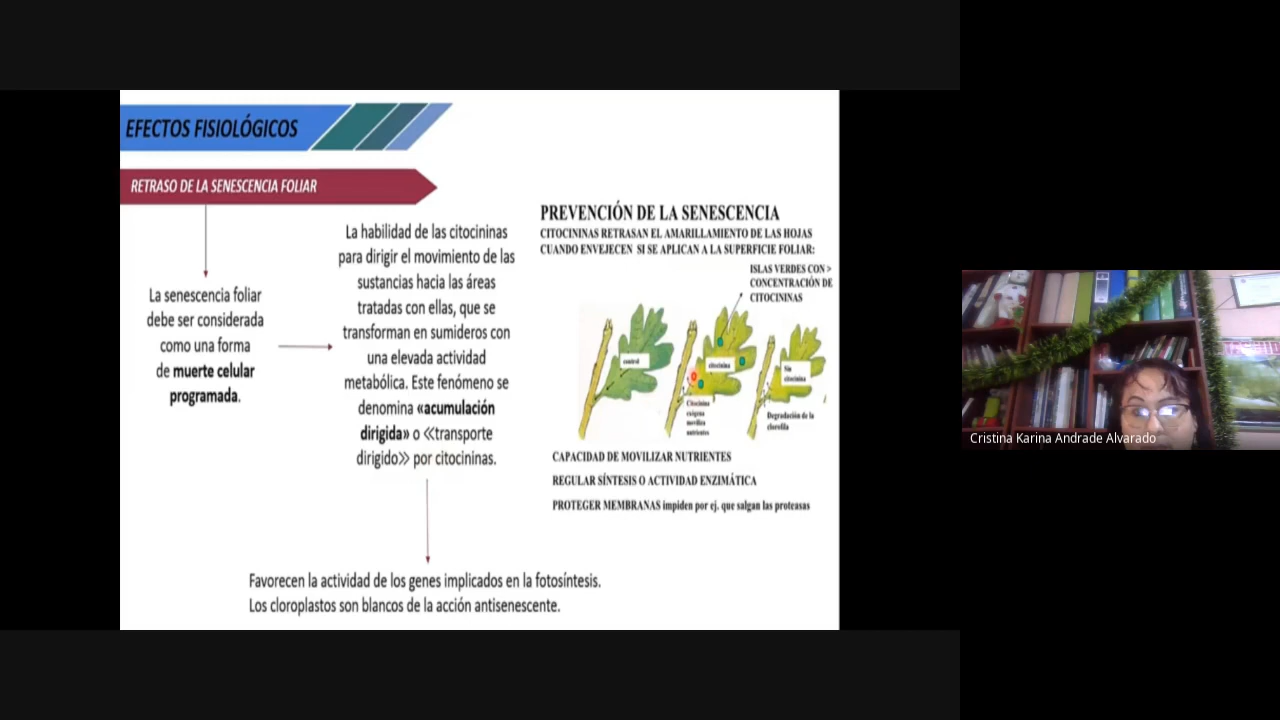 EFECTOS FISIOLÓGICOS
RETRASO DE LA SENESCENCIA FOLIAR
La senescencia foliar
debe ser considerada
como una forma
de muerte celular
programada.
La habilidad de las citocininas
para dirigir el movimiento de las
sustancias hacia las áreas
tratadas con ellas, que se
transforman en sumideros con
una elevada actividad
metabólica. Este fenómeno se
denomina «acumulación
dirigida» o ≪transporte
dirigido≫ por citocininas.
Favorecen la actividad de los genes implicados en la fotosíntesis.
Los cloroplastos son blancos de la acción antisenescente.
PREVENCIÓN DE LA SENESCENCIA
CITOCININAS RETRASAN EL AMARILLAMIENTO DE LAS HOJAS
CUANDO ENVEJECEN SI SE APLICAN A LA SUPERFICIE FOLIAR:
ISLAS VERDES CON >
CONCENTRACIÓN DE
CITOCININAS
control
citocinina
Sin
citocinina
Citocinina
exógena
moviliza
nutrientes
Degradación de la
clorofila
CAPACIDAD DE MOVILIZAR NUTRIENTES
REGULAR SÍNTESIS O ACTIVIDAD ENZIMÁTICA
PROTEGER MEMBRANAS impiden por ej. que salgan las proteasas
Cristina Karina Andrade Alvarado